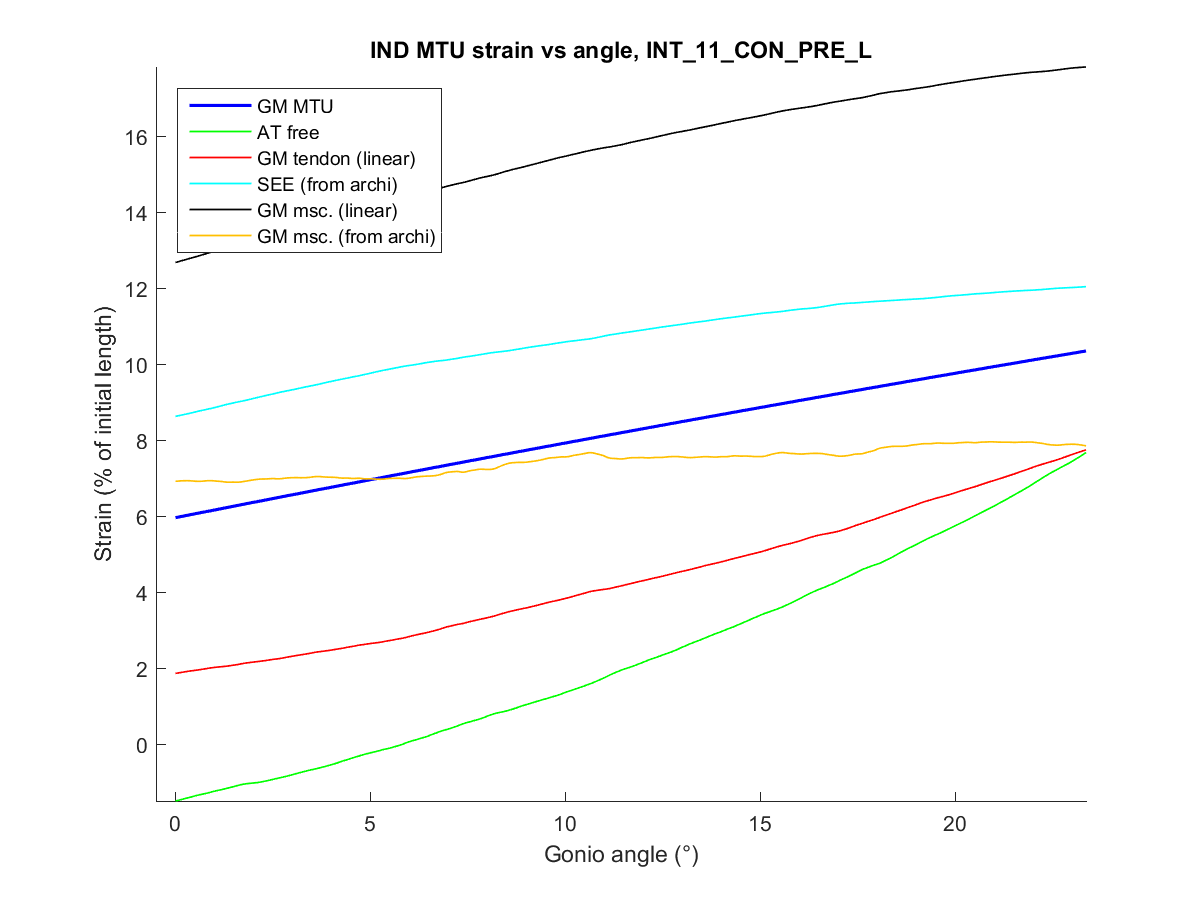 IND MTU strain vs angle, INT_11_CON_PRE_L
GM MTU
AT free
GM tendon (linear)
SEE (from archi)
GM msc. (linear)
GM msc. (from archi)
Strain (% of initial length)
16
14
12
10
8
6
4
2
0
0 5 10 15 20
Gonio angle (°)